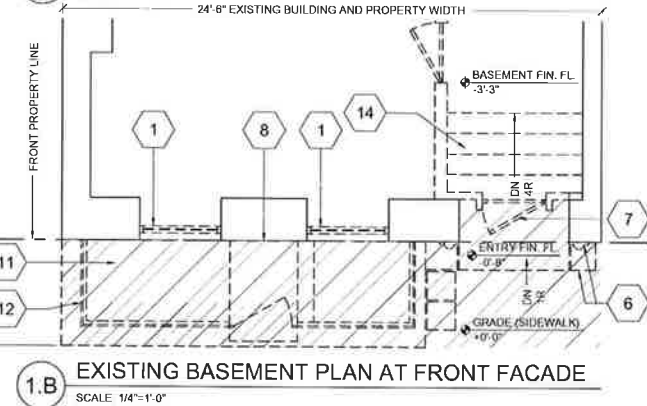 24'-6" EXISTING BUILDING AND PROPERTY WIDTH
FRONT PROPERTY LINE
BASEMENT FIN. FL.
-3'-3"
14
1
8
1
DN
4R
7
11
ENTRY FIN. FL.
-0'-8"
12
DN
1R
6
GRADE (SIDEWALK)
+0'-0"
1.B
EXISTING BASEMENT PLAN AT FRONT FACADE
SCALE 1/4"=1'-0"